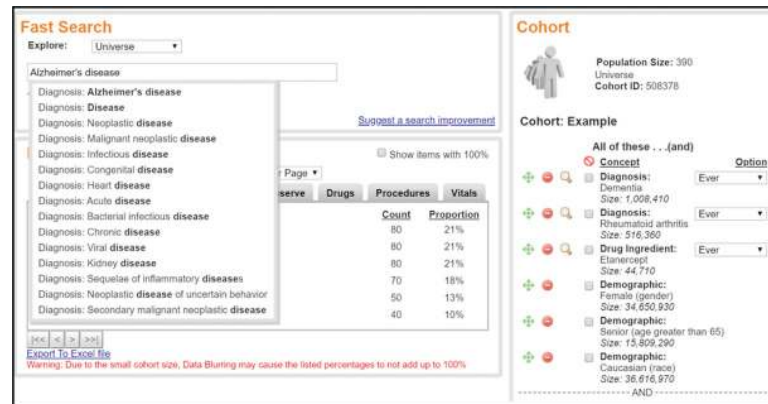 Fast Search
Explore: Universe
Alzheimer's disease
Diagnosis: Alzheimer's disease
Diagnosis: Disease
Diagnosis: Neoplastic disease
Diagnosis: Malignant neoplastic disease
Diagnosis: Infectious disease
Diagnosis: Congenital disease
Diagnosis: Heart disease
Diagnosis: Acute disease
Diagnosis: Bacterial infectious disease
Diagnosis: Chronic disease
Diagnosis: Viral disease
Diagnosis: Kidney disease
Diagnosis: Sequelae of inflammatory diseases
Diagnosis: Neoplastic disease of uncertain behavior
Diagnosis: Secondary malignant neoplastic disease
Suggest a search improvement
Show items with 100%
r Page
serve Drugs Procedures Vitals
Count Proportion
80 21%
80 21%
80 21%
70 18%
50 13%
40 10%
|<< < > >>|
Export To Excel file
Warning: Due to the small cohort size, Data Blurring may cause the listed percentages to not add up to 100%
Cohort
Population Size: 390
Universe
Cohort ID: 508378
Cohort: Example
All of these . . .(and)
Concept Option
Diagnosis: Ever
Dementia
Size: 1,008,410
Diagnosis: Ever
Rheumatoid arthritis
Size: 516,360
Drug Ingredient: Ever
Etanercept
Size: 44,710
Demographic:
Female (gender)
Size: 34,650,930
Demographic:
Senior (age greater than 65)
Size: 15,809,290
Demographic:
Caucasian (race)
Size: 36,616,970
AND